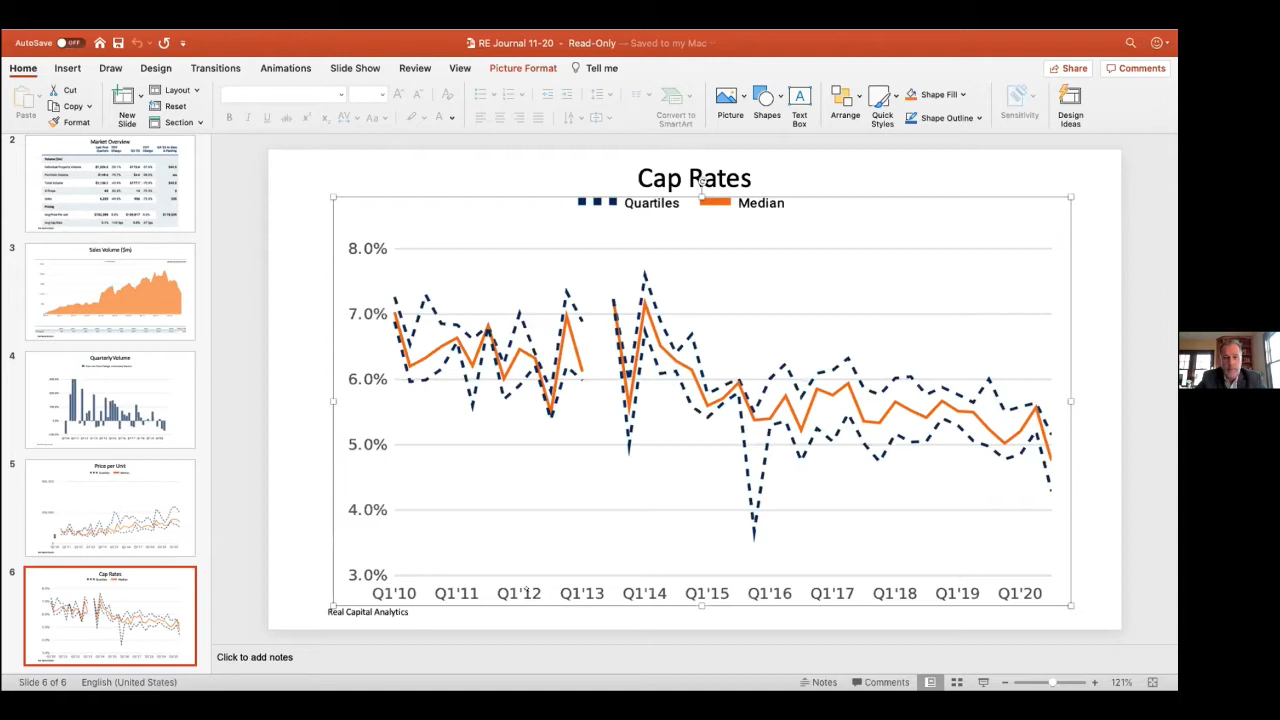 AutoSave OFF
RE Journal 11-20 - Read-Only — Saved to my Mac
Home Insert Draw Design Transitions Animations Slide Show Review View Picture Format Tell me Share Comments
Paste Cut Copy Format
New Slide Layout Reset Section
Convert to SmartArt
Picture Shapes Text Box Arrange Quick Styles Shape Fill Shape Outline Sensitivity Design Ideas
2
Market Overview
3
Sales Volume ($m)
4
Quarterly Volume
5
Price per Unit
6
Cap Rates
Cap Rates
Quartiles Median
8.0%
7.0%
6.0%
5.0%
4.0%
3.0%
Q1'10 Q1'11 Q1'12 Q1'13 Q1'14 Q1'15 Q1'16 Q1'17 Q1'18 Q1'19 Q1'20
Real Capital Analytics
Click to add notes
Slide 6 of 6 English (United States) Notes Comments 121%